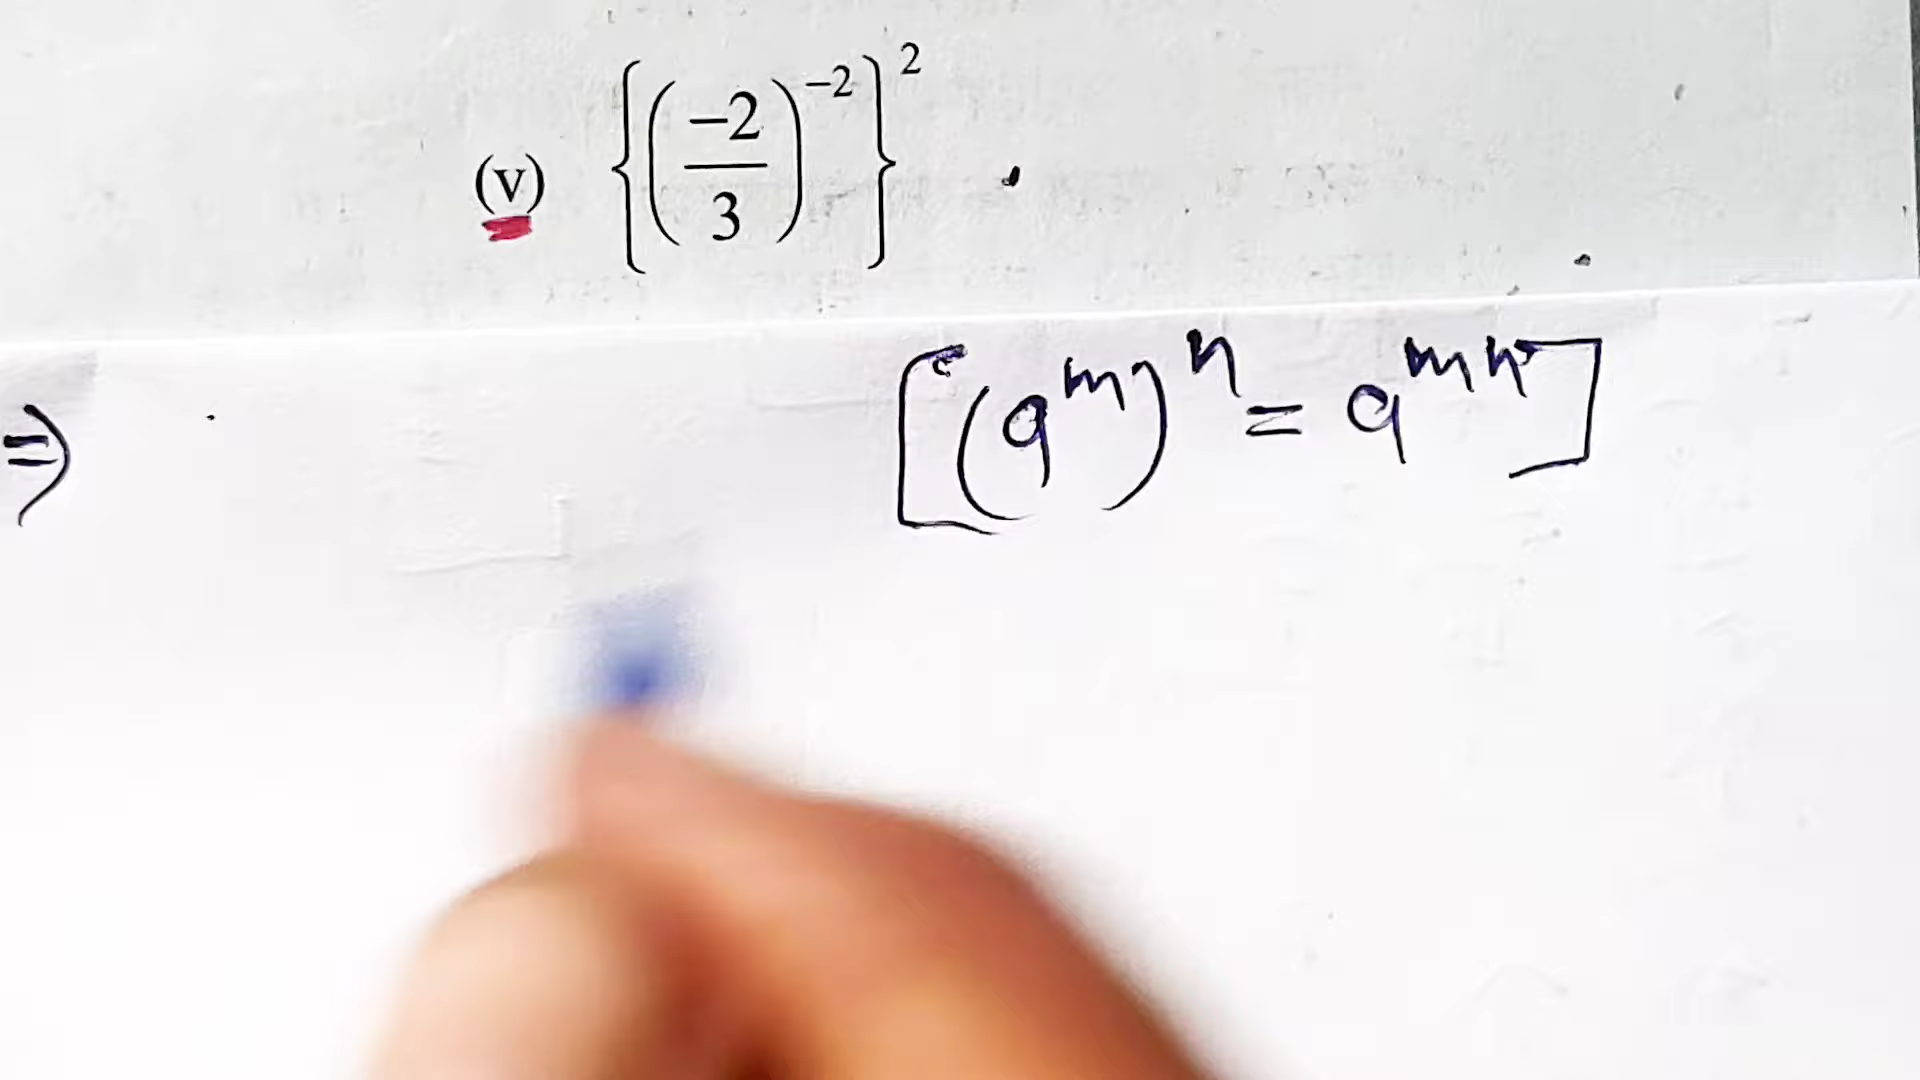 (v) {(-2/3)^-2}^2
⇒ [(a^m)^n = a^mn]